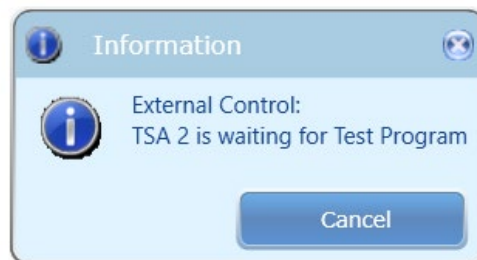 Information
External Control:
TSA 2 is waiting for Test Program
Cancel